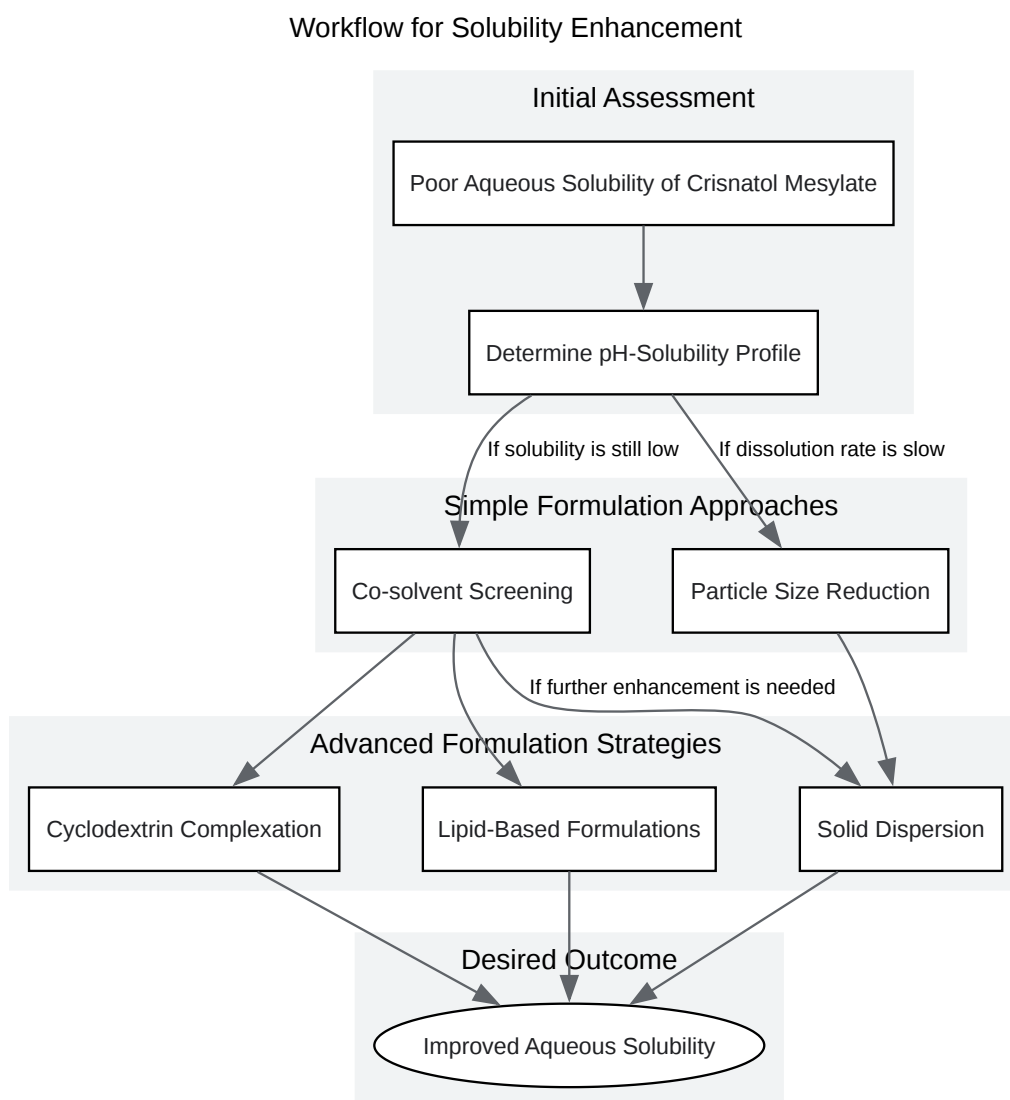 Workflow for Solubility Enhancement
Initial Assessment
Poor Aqueous Solubility of Crisnatol Mesylate
Determine pH-Solubility Profile
If solubility is still low
If dissolution rate is slow
Simple Formulation Approaches
Co-solvent Screening
Particle Size Reduction
If further enhancement is needed
Advanced Formulation Strategies
Cyclodextrin Complexation
Lipid-Based Formulations
Solid Dispersion
Desired Outcome
Improved Aqueous Solubility